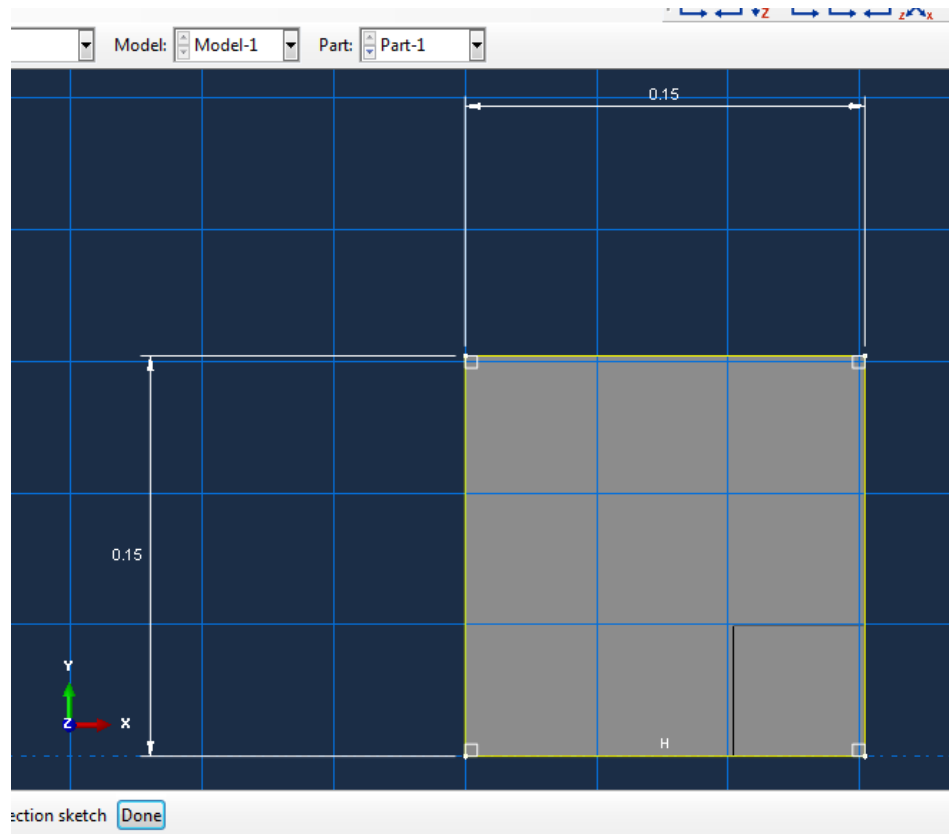 Z Z X
Model: Model-1 Part: Part-1
0.15
0.15
Y
Z X
H
ection sketch Done